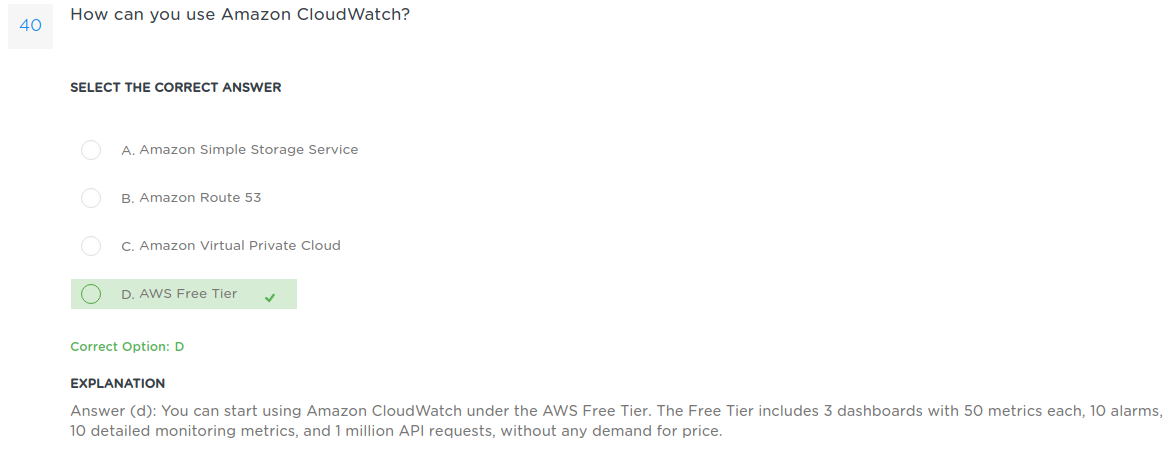 40
How can you use Amazon CloudWatch?
SELECT THE CORRECT ANSWER
A. Amazon Simple Storage Service
B. Amazon Route 53
C. Amazon Virtual Private Cloud
D. AWS Free Tier
Correct Option: D
EXPLANATION
Answer (d): You can start using Amazon CloudWatch under the AWS Free Tier. The Free Tier includes 3 dashboards with 50 metrics each, 10 alarms,
10 detailed monitoring metrics, and 1 million API requests, without any demand for price.